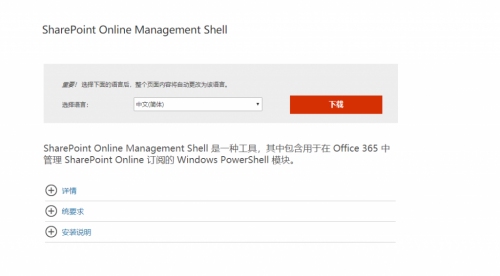 SharePoint Online Management Shell
重要! 选择下面的语言后，整个页面内容将自动更改为该语言。
选择语言:
中文(简体)
下载
SharePoint Online Management Shell 是一种工具，其中包含用于在 Office 365 中
管理 SharePoint Online 订阅的 Windows PowerShell 模块。
详情
统要求
安装说明